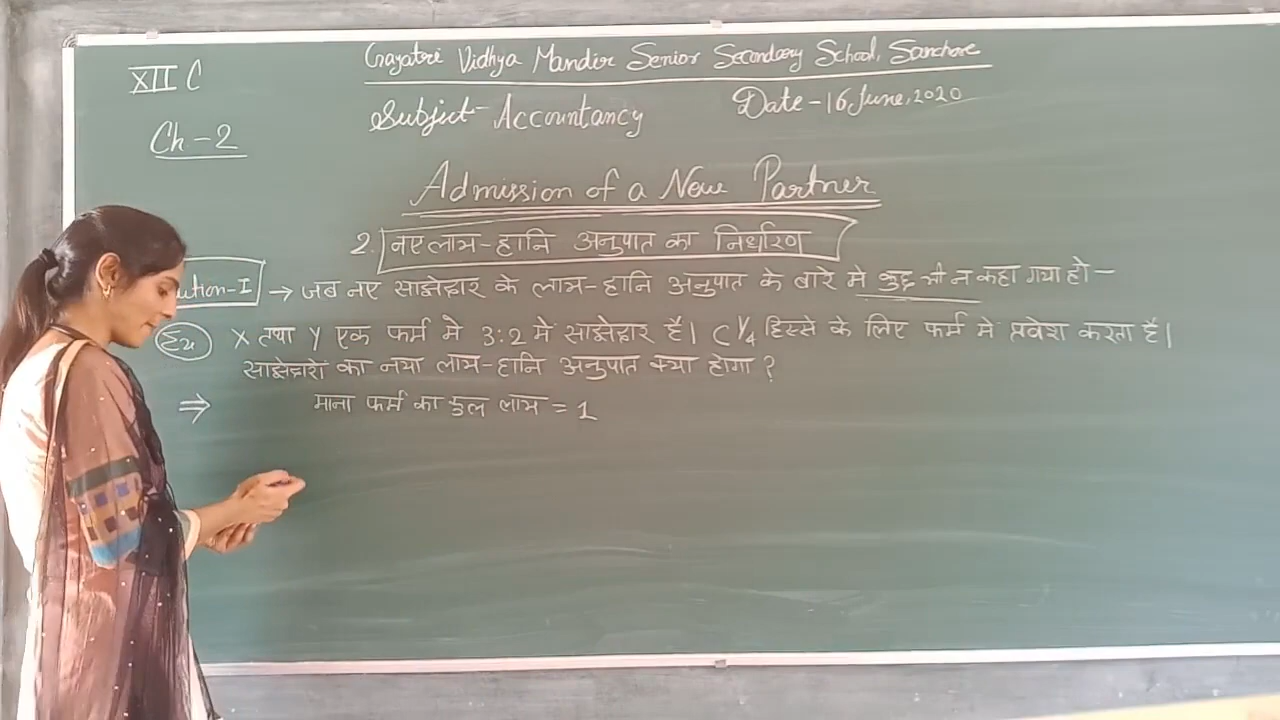 XII C
Gayatri Vidhya Mandir Senior Secondary School, Sanchore
Ch-2
Subject- Accountancy
Date-16 June, 2020
Admission of a New Partner
2. नए लाभ-हानि अनुपात का निर्धारण
→ जब नए साझेदार के लाभ-हानि अनुपात के बारे मे कुछ भी न कहा गया हो-
Ex X तथा Y एक फर्म मे 3:2 मे साझेदार है। C 1/4 हिस्से के लिए फर्म मे प्रवेश करता है।
साझेदारो का नया लाभ-हानि अनुपात क्या होगा ?
⇒ माना फर्म का कुल लाभ = 1